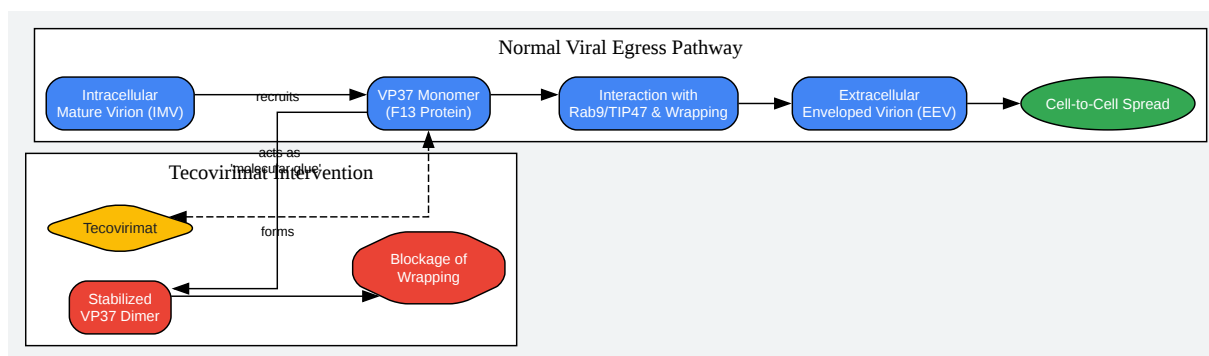 Normal Viral Egress Pathway
Intracellular
Mature Virion (IMV)
recruits
VP37 Monomer
(F13 Protein)
Interaction with
Rab9/TIP47 & Wrapping
Extracellular
Enveloped Virion (EEV)
Cell-to-Cell Spread
acts as
'molecular glue'
Tecovirimat Intervention
Tecovirimat
forms
Blockage of
Wrapping
Stabilized
VP37 Dimer